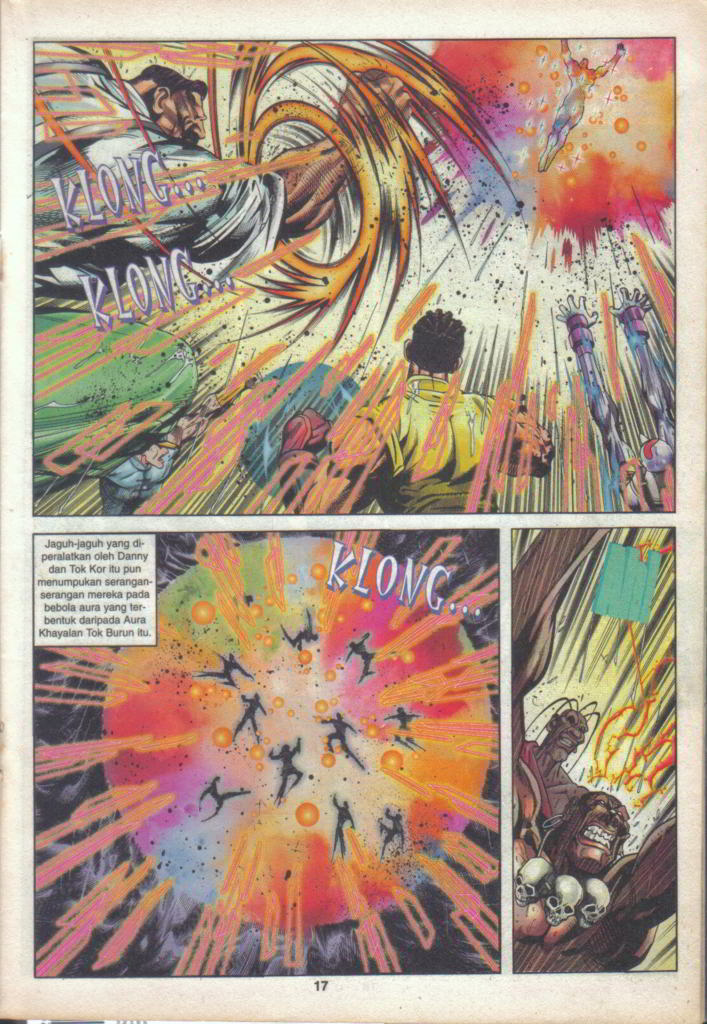 KLONG...
KLONG...
Jaguh-jaguh yang di-
peralatkan oleh Danny
dan Tok Kor itu pun
menumpukan serangan-
serangan mereka pada
bebola aura yang ter-
bentuk daripada Aura
Khayalan Tok Burun itu.
KLONG...
17